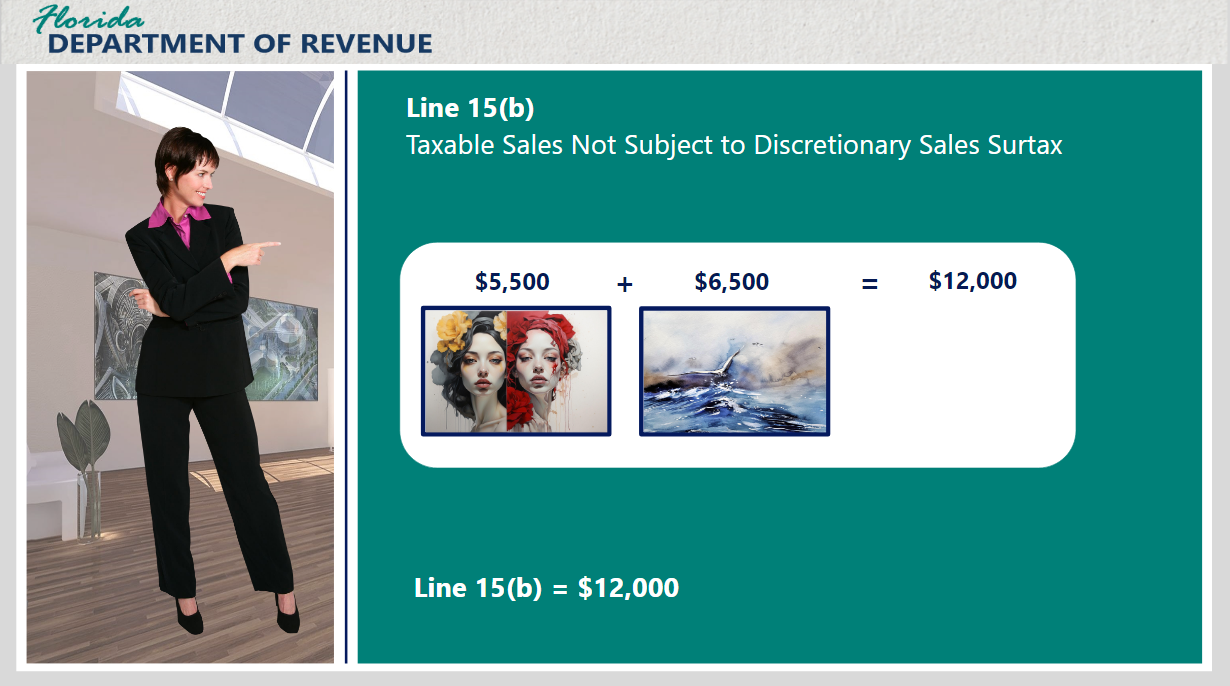 Florida
DEPARTMENT OF REVENUE
Line 15(b)
Taxable Sales Not Subject to Discretionary Sales Surtax
$5,500 + $6,500 = $12,000
Line 15(b) = $12,000